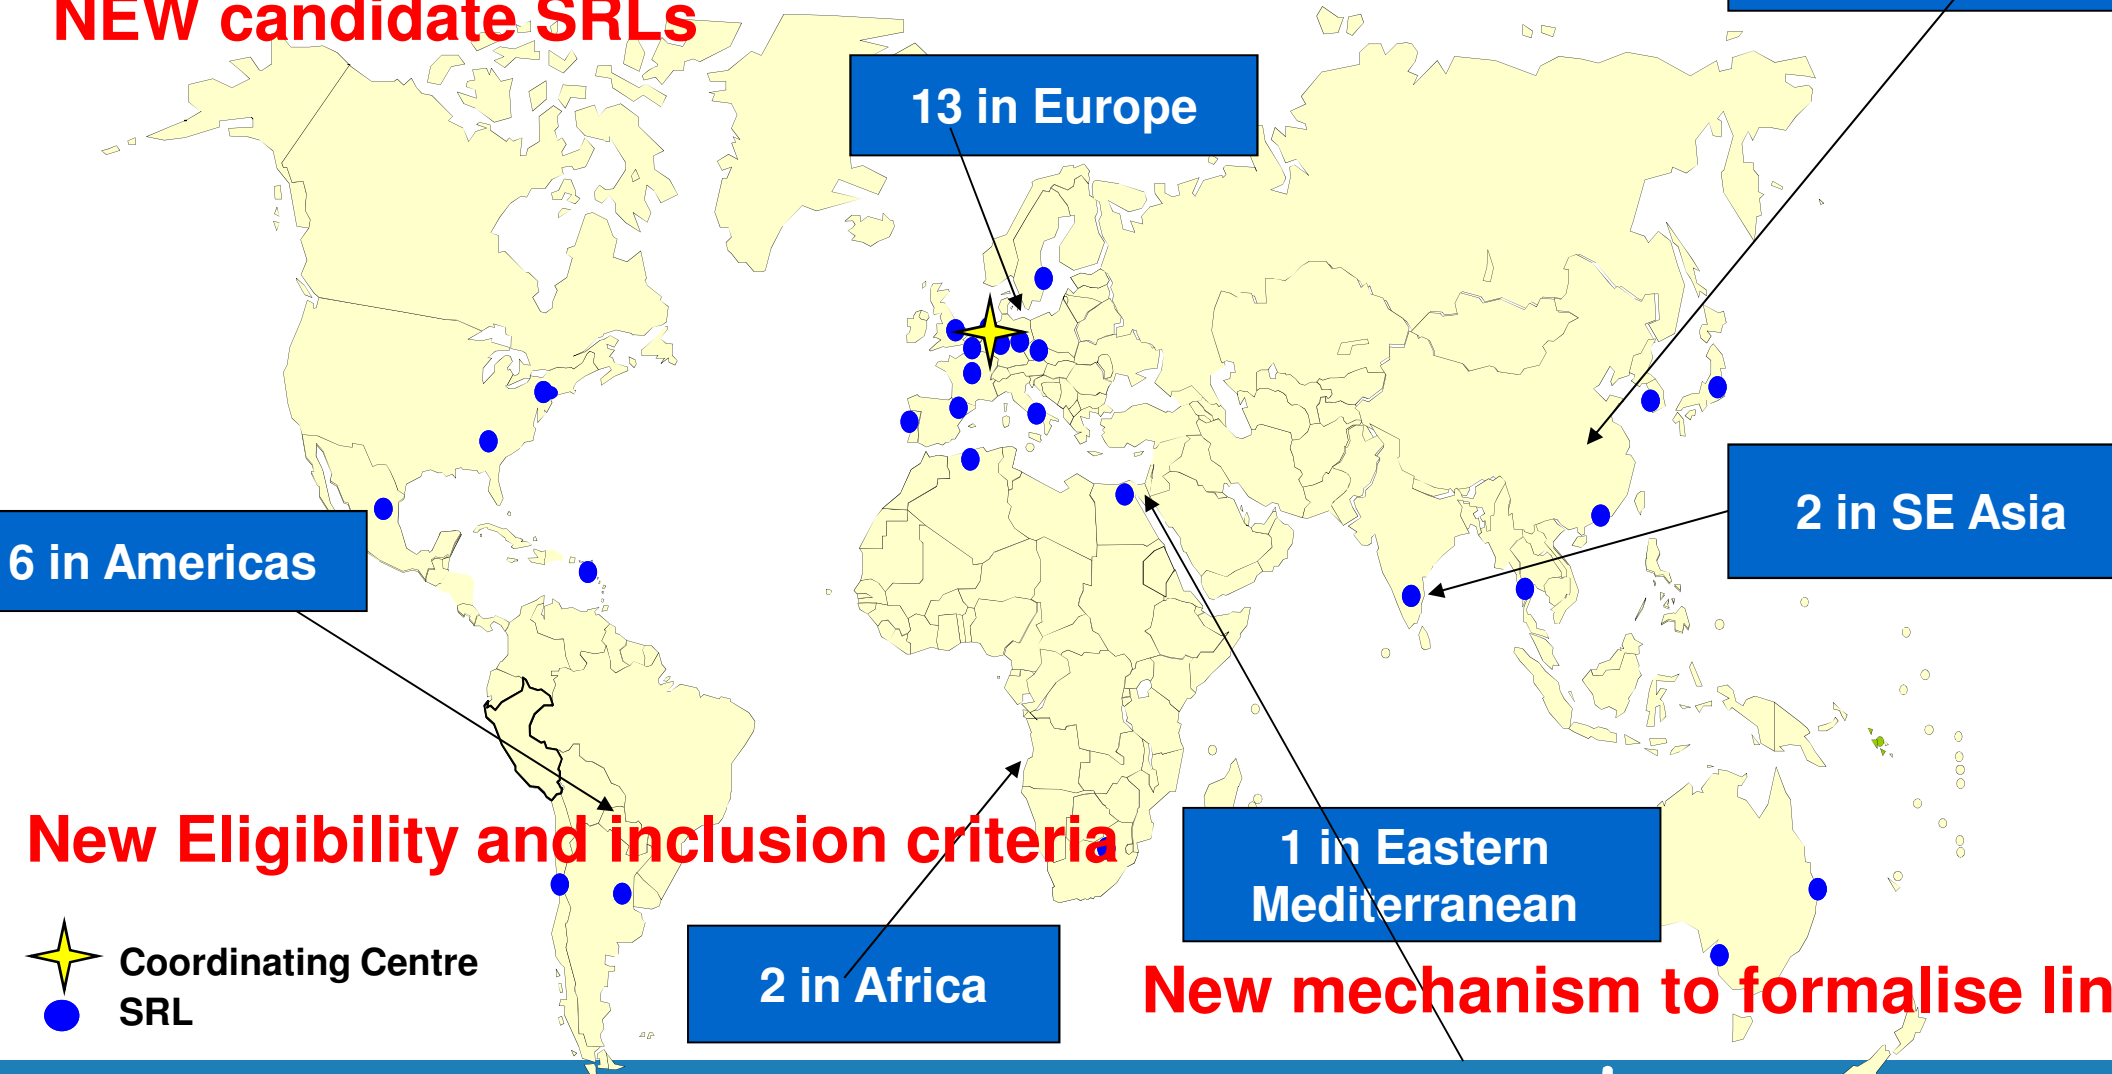 NEW candidate SRLs
13 in Europe
2 in SE Asia
6 in Americas
New Eligibility and inclusion criteria
1 in Eastern
Mediterranean
Coordinating Centre
SRL
2 in Africa
New mechanism to formalise lin